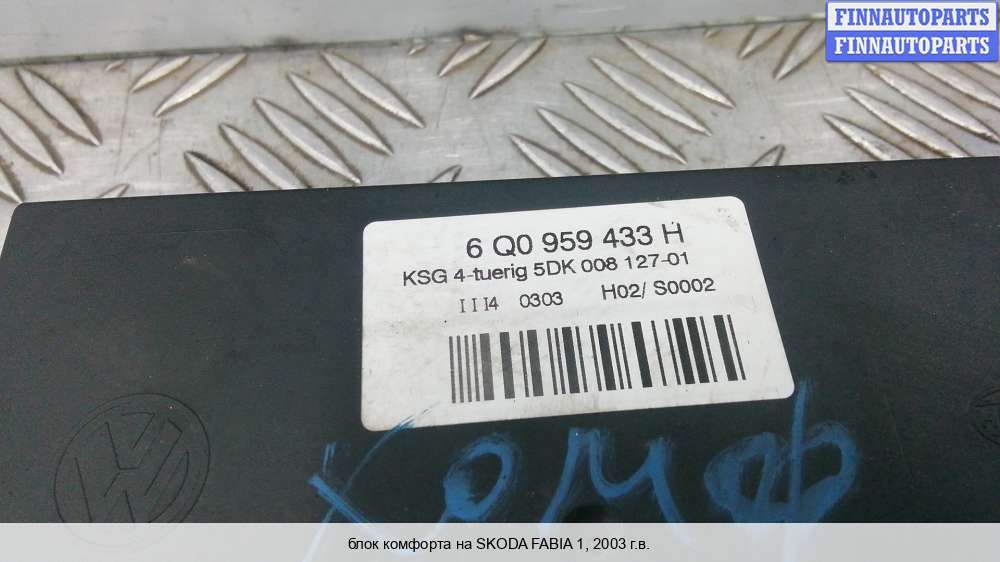 FINNAUTOPARTS
FINNAUTOPARTS
6 Q0 959 433 H
KSG 4-tuerig 5DK 008 127-01
III4 0303 H02/ S0002
комф
блок комфорта на SKODA FABIA 1, 2003 г.в.